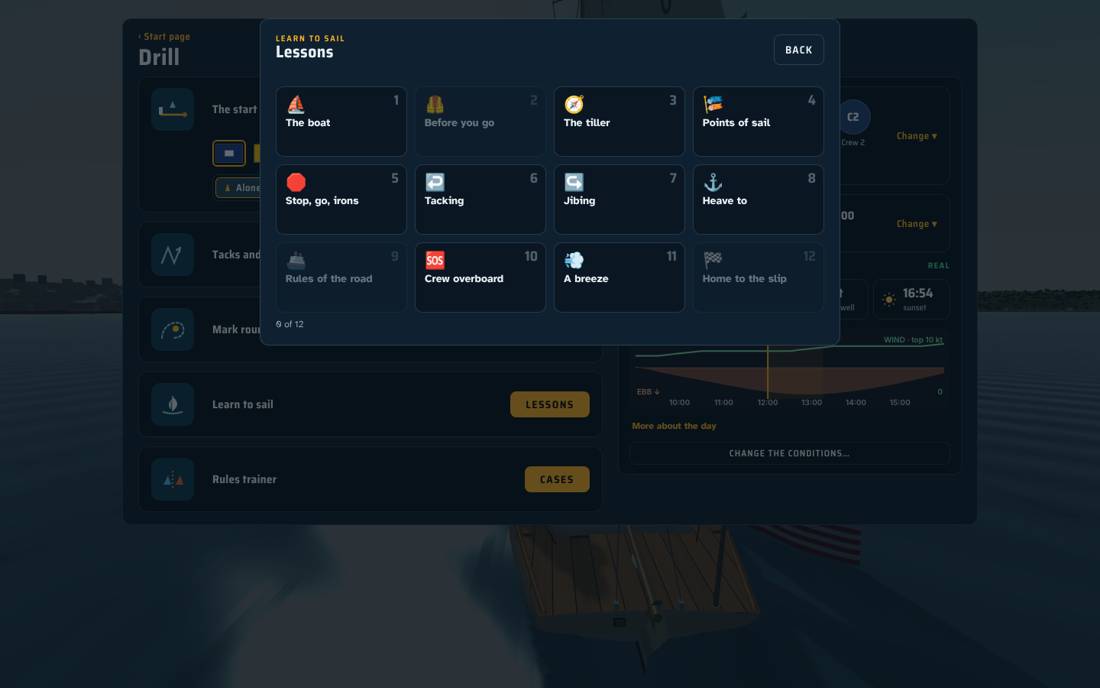 ‹ Start page
Drill
The start
Alone
Tacks and
Mark rou
Learn to sail
LESSONS
Rules trainer
CASES
LEARN TO SAIL
Lessons
BACK
1
The boat
2
Before you go
3
The tiller
4
Points of sail
5
Stop, go, irons
6
Tacking
7
Jibing
8
Heave to
9
Rules of the road
SOS
10
Crew overboard
11
A breeze
12
Home to the slip
0 of 12
C2
Crew 2
Change ▾
00
Change ▾
REAL
well
16:54
sunset
WIND · top 10 kt
EBB ↓
0
10:00 11:00 12:00 13:00 14:00 15:00
More about the day
CHANGE THE CONDITIONS...